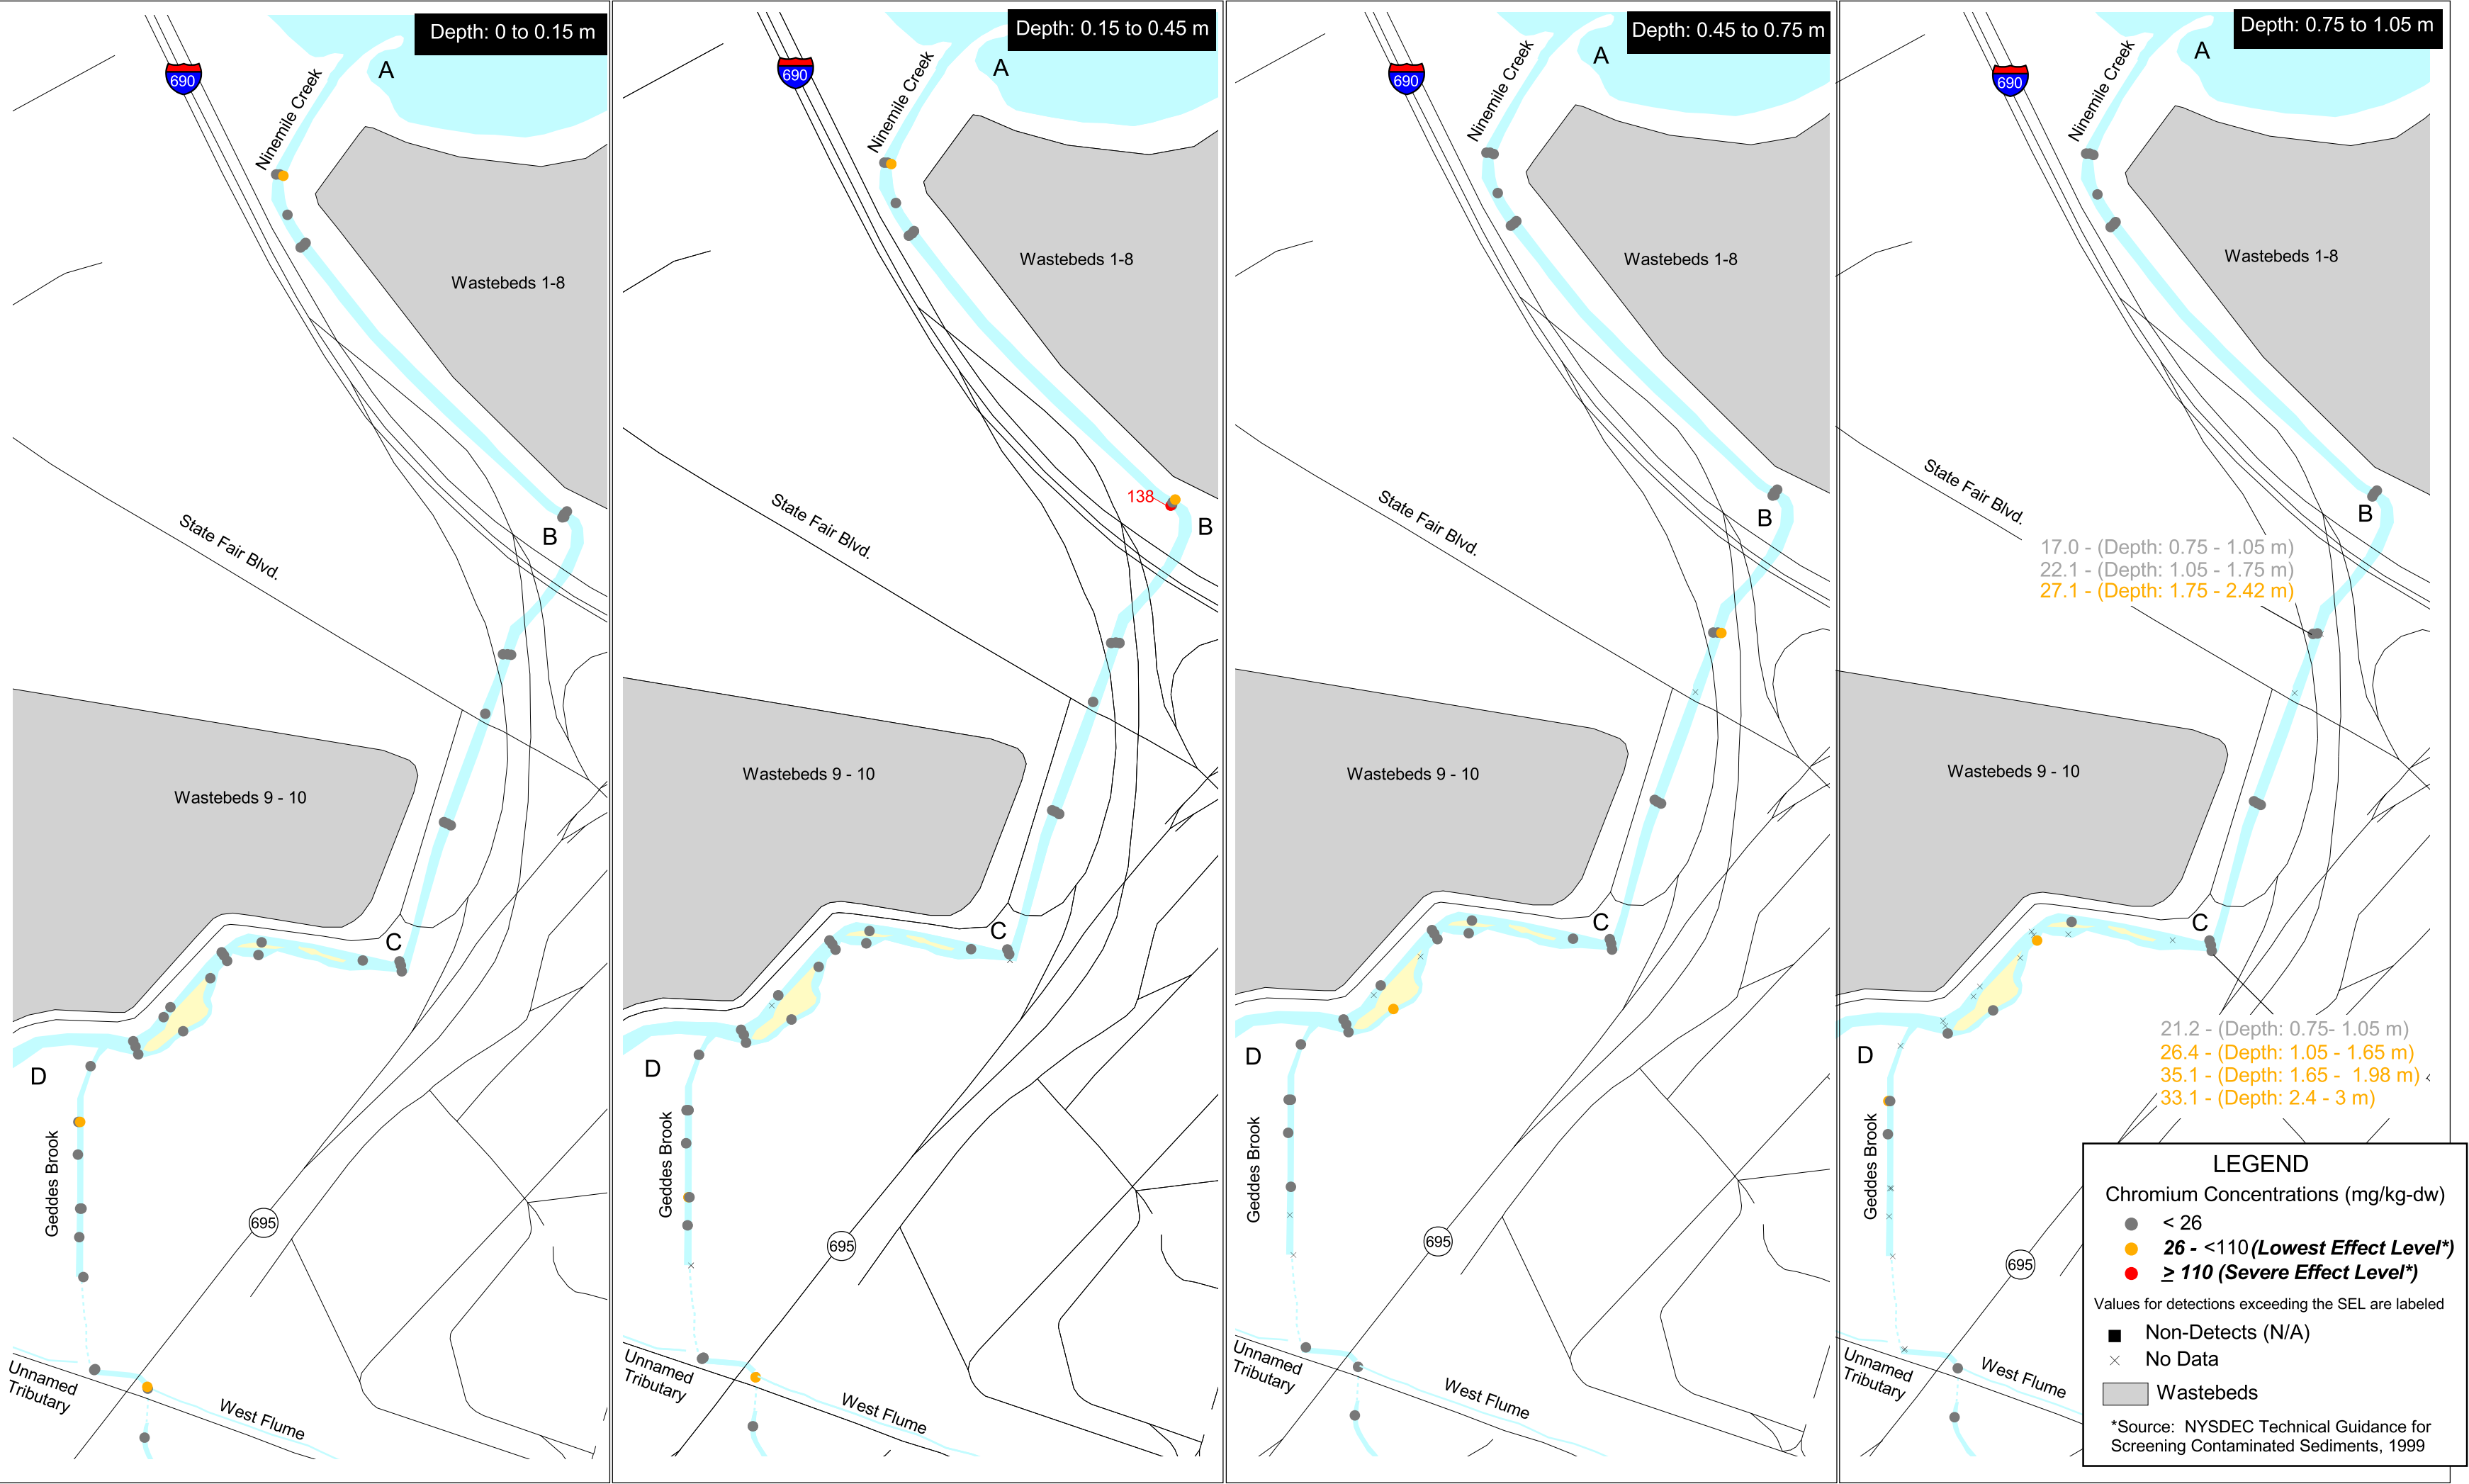 Depth: 0 to 0.15 m
A
690
Ninemile Creek
Wastebeds 1-8
State Fair Blvd.
B
Wastebeds 9 - 10
C
D
Geddes Brook
695
Unnamed
Tributary
West Flume
Depth: 0.15 to 0.45 m
A
690
Ninemile Creek
Wastebeds 1-8
138
State Fair Blvd.
B
Wastebeds 9 - 10
C
D
Geddes Brook
695
Unnamed
Tributary
West Flume
Depth: 0.45 to 0.75 m
A
690
Ninemile Creek
Wastebeds 1-8
State Fair Blvd.
B
Wastebeds 9 - 10
C
D
Geddes Brook
695
Unnamed
Tributary
West Flume
Depth: 0.75 to 1.05 m
A
690
Ninemile Creek
Wastebeds 1-8
State Fair Blvd.
B
17.0 - (Depth: 0.75 - 1.05 m)
22.1 - (Depth: 1.05 - 1.75 m)
27.1 - (Depth: 1.75 - 2.42 m)
Wastebeds 9 - 10
C
21.2 - (Depth: 0.75- 1.05 m)
26.4 - (Depth: 1.05 - 1.65 m)
35.1 - (Depth: 1.65 - 1.98 m)
33.1 - (Depth: 2.4 - 3 m)
D
Geddes Brook
695
Unnamed
Tributary
West Flume
LEGEND
Chromium Concentrations (mg/kg-dw)
< 26
26 - <110 (Lowest Effect Level*)
≥ 110 (Severe Effect Level*)
Values for detections exceeding the SEL are labeled
Non-Detects (N/A)
No Data
Wastebeds
*Source: NYSDEC Technical Guidance for
Screening Contaminated Sediments, 1999